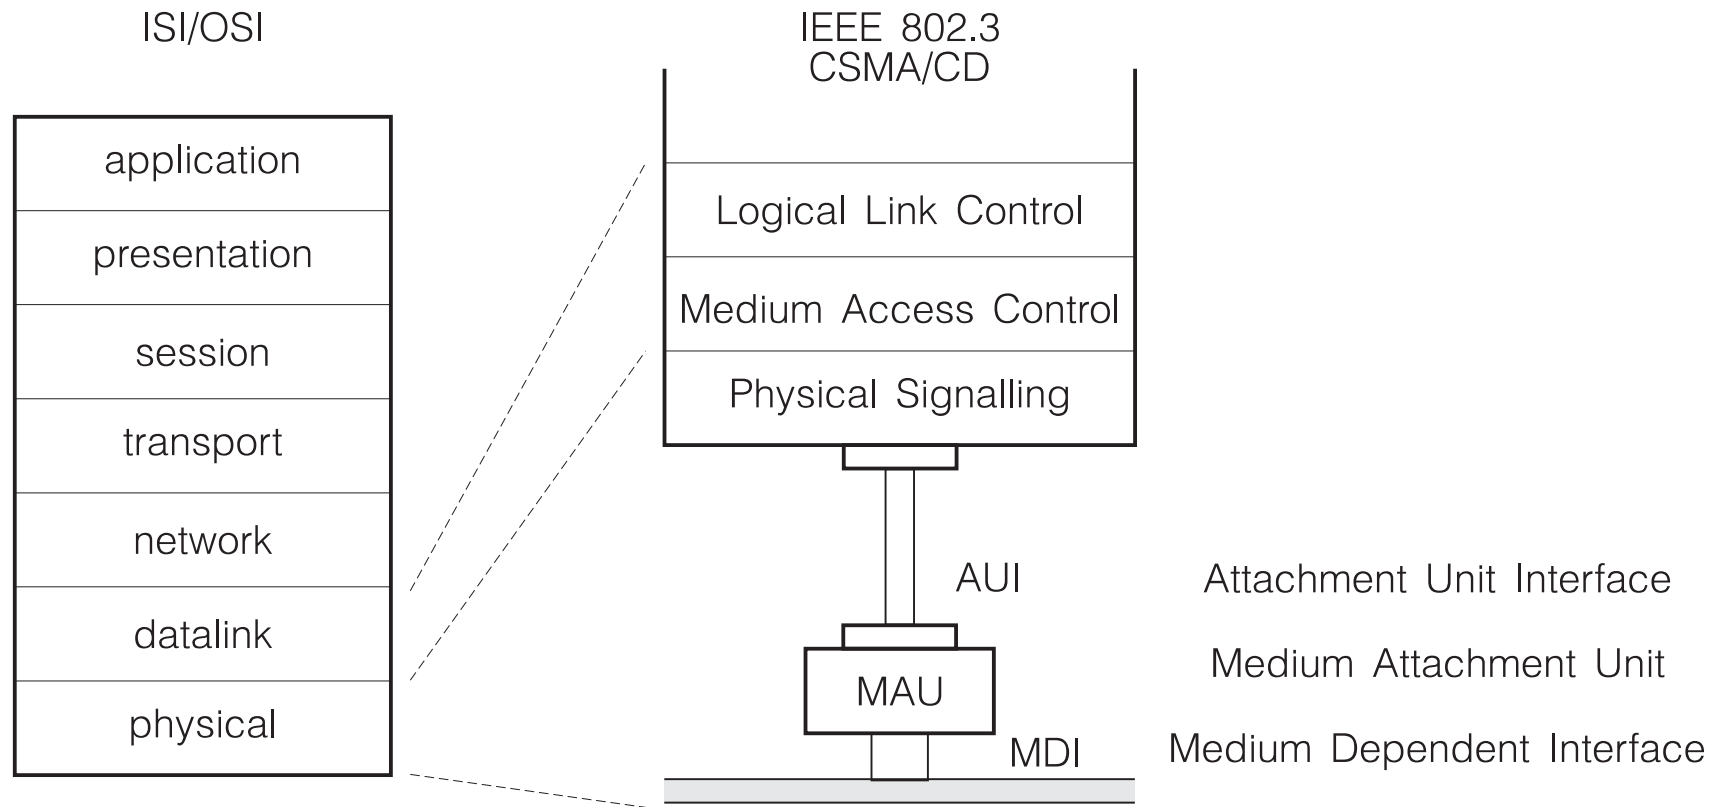 ISI/OSI
application
presentation
session
transport
network
datalink
physical
IEEE 802.3
CSMA/CD
Logical Link Control
Medium Access Control
Physical Signalling
AUI
MAU
MDI
Attachment Unit Interface
Medium Attachment Unit
Medium Dependent Interface